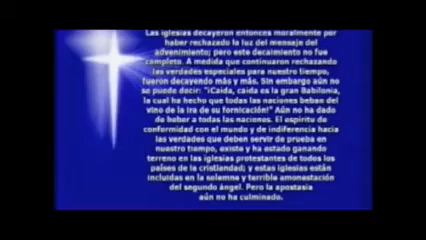 Las iglesias decayeron entonces moralmente por
haber rechazado la luz del mensaje del
advenimiento; pero este decaimiento no fue
completo. A medida que continuaron rechazando
las verdades especiales para nuestro tiempo,
fueron decayendo más y más. Sin embargo aún no
se puede decir: "¡Caída, caída es la gran Babilonia,
la cual ha hecho que todas las naciones beban del
vino de la ira de su fornicación!" Aún no ha dado
de beber a todas las naciones. El espíritu de
conformidad con el mundo y de indiferencia hacia
las verdades que deben servir de prueba en
nuestro tiempo, existe y ha estado ganando
terreno en las iglesias protestantes de todos los
países de la cristiandad; y estas iglesias están
incluidas en la solemne y terrible amonestación
del segundo ángel. Pero la apostasía
aún no ha culminado.